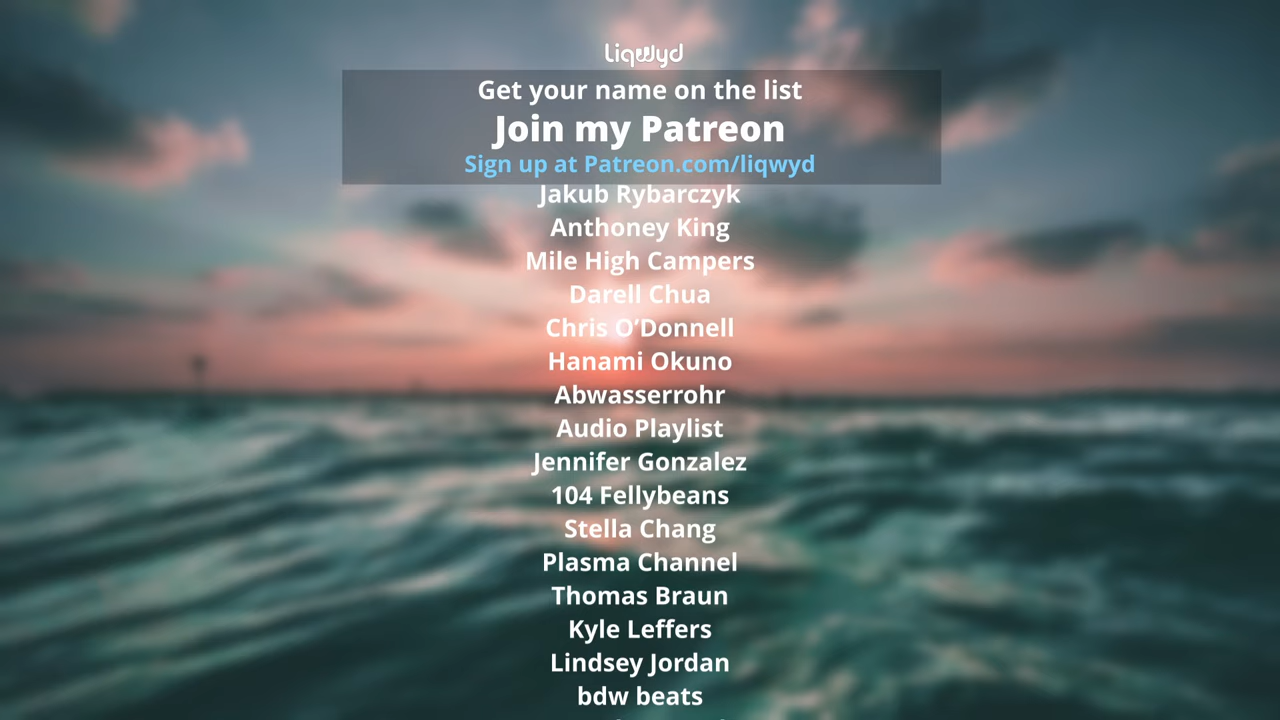 Liqwyd
Get your name on the list
Join my Patreon
Sign up at Patreon.com/liqwyd
Jakub Rybarczyk
Anthoney King
Mile High Campers
Darell Chua
Chris O’Donnell
Hanami Okuno
Abwasserrohr
Audio Playlist
Jennifer Gonzalez
104 Fellybeans
Stella Chang
Plasma Channel
Thomas Braun
Kyle Leffers
Lindsey Jordan
bdw beats